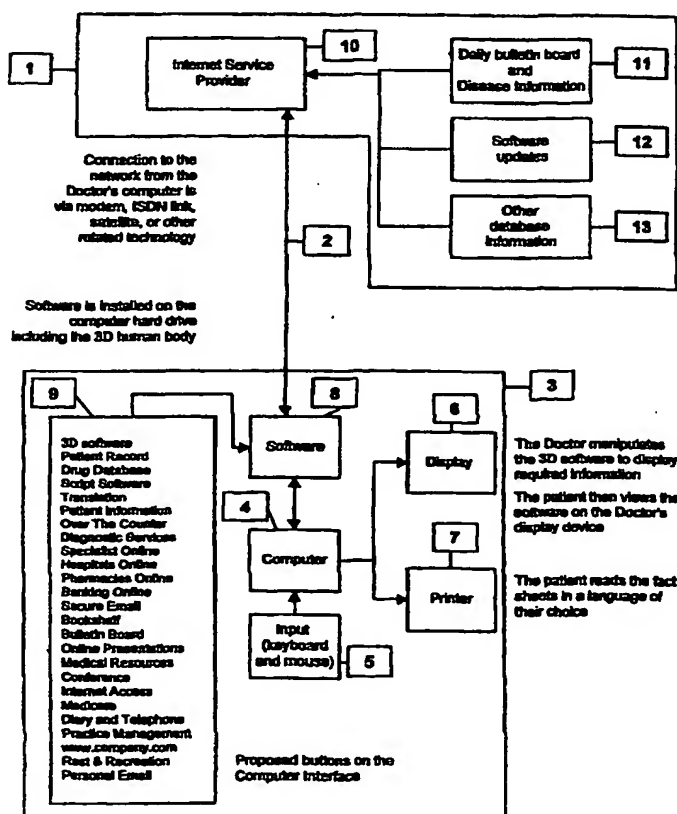 1
Internet Service
Provider
10
Daily bulletin board
and
Disease Information
11
Software
updates
12
Other
database
information
13
Connection to the
network from the
Doctor's computer is
via modem, ISDN link,
satellite, or other
related technology
2
Software is installed on the
computer hard drive
including the 3D human body
3
9
3D software
Patient Record
Drug Database
Script Software
Translation
Patient Information
Over The Counter
Diagnostic Services
Specialist Online
Hospitals Online
Pharmacies Online
Banking Online
Secure Email
Bookshelf
Bulletin Board
Online Presentations
Medical Resources
Conference
Internet Access
Medicare
Diary and Telephone
Practice Management
www.company.com
Rest & Recreation
Personal Email
8
Software
4
Computer
Input
(keyboard
and mouse)
5
6
Display
7
Printer
The Doctor manipulates
the 3D software to display
required information
The patient then views the
software on the Doctor's
display device
The patient reads the fact
sheets in a language of
their choice
Proposed buttons on the
Computer Interface